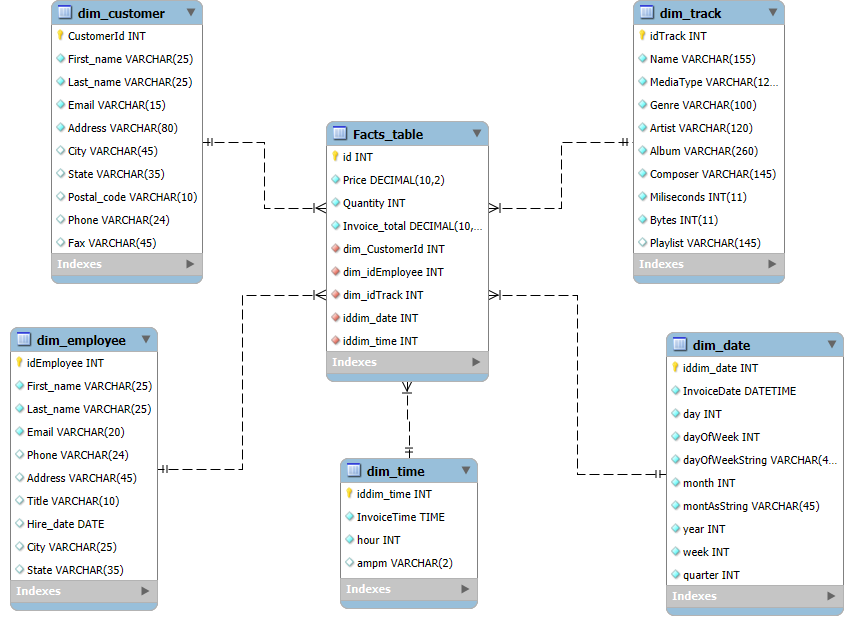 dim_customer
CustomerId INT
First_name VARCHAR(25)
Last_name VARCHAR(25)
Email VARCHAR(15)
Address VARCHAR(80)
City VARCHAR(45)
State VARCHAR(35)
Postal_code VARCHAR(10)
Phone VARCHAR(24)
Fax VARCHAR(45)
Indexes
dim_track
idTrack INT
Name VARCHAR(155)
MediaType VARCHAR(12...
Genre VARCHAR(100)
Artist VARCHAR(120)
Album VARCHAR(260)
Composer VARCHAR(145)
Miliseconds INT(11)
Bytes INT(11)
Playlist VARCHAR(145)
Indexes
Facts_table
id INT
Price DECIMAL(10,2)
Quantity INT
Invoice_total DECIMAL(10,...
dim_CustomerId INT
dim_idEmployee INT
dim_idTrack INT
iddim_date INT
iddim_time INT
Indexes
dim_employee
idEmployee INT
First_name VARCHAR(25)
Last_name VARCHAR(25)
Email VARCHAR(20)
Phone VARCHAR(24)
Address VARCHAR(45)
Title VARCHAR(10)
Hire_date DATE
City VARCHAR(25)
State VARCHAR(35)
Indexes
dim_time
iddim_time INT
InvoiceTime TIME
hour INT
ampm VARCHAR(2)
Indexes
dim_date
iddim_date INT
InvoiceDate DATETIME
day INT
dayOfWeek INT
dayOfWeekString VARCHAR(4...
month INT
montAsString VARCHAR(45)
year INT
week INT
quarter INT
Indexes